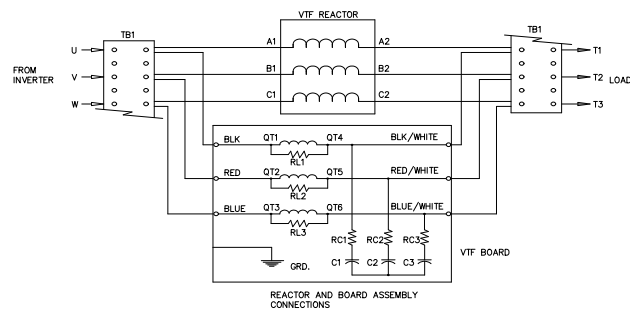 VTF REACTOR
TB1
TB1
U
A1
A2
T1
FROM
INVERTER
V
B1
B2
T2
LOAD
W
C1
C2
T3
BLK
QT1
QT4
BLK/WHITE
RL1
RED
QT2
QT5
RED/WHITE
RL2
BLUE
QT3
QT6
BLUE/WHITE
RL3
RC1
RC2
RC3
VTF BOARD
GRD.
C1
C2
C3
REACTOR AND BOARD ASSEMBLY
CONNECTIONS